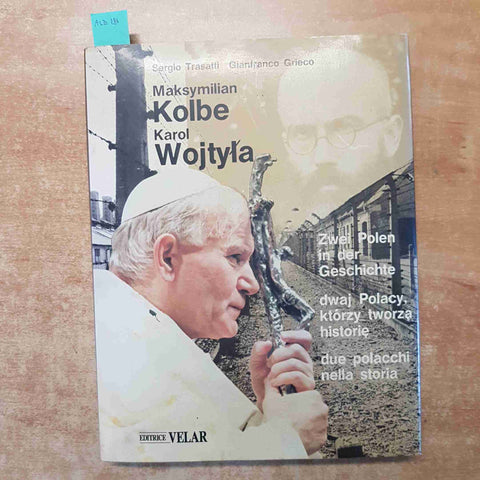 Sergio Trasatti Gianfranco Grieco
Maksymilian
Kolbe
Karol
Wojtyła
Zwei Polen
in der
Geschichte
dwaj Polacy,
którzy tworzą
historię
due polacchi
nella storia
EDITRICE VELAR